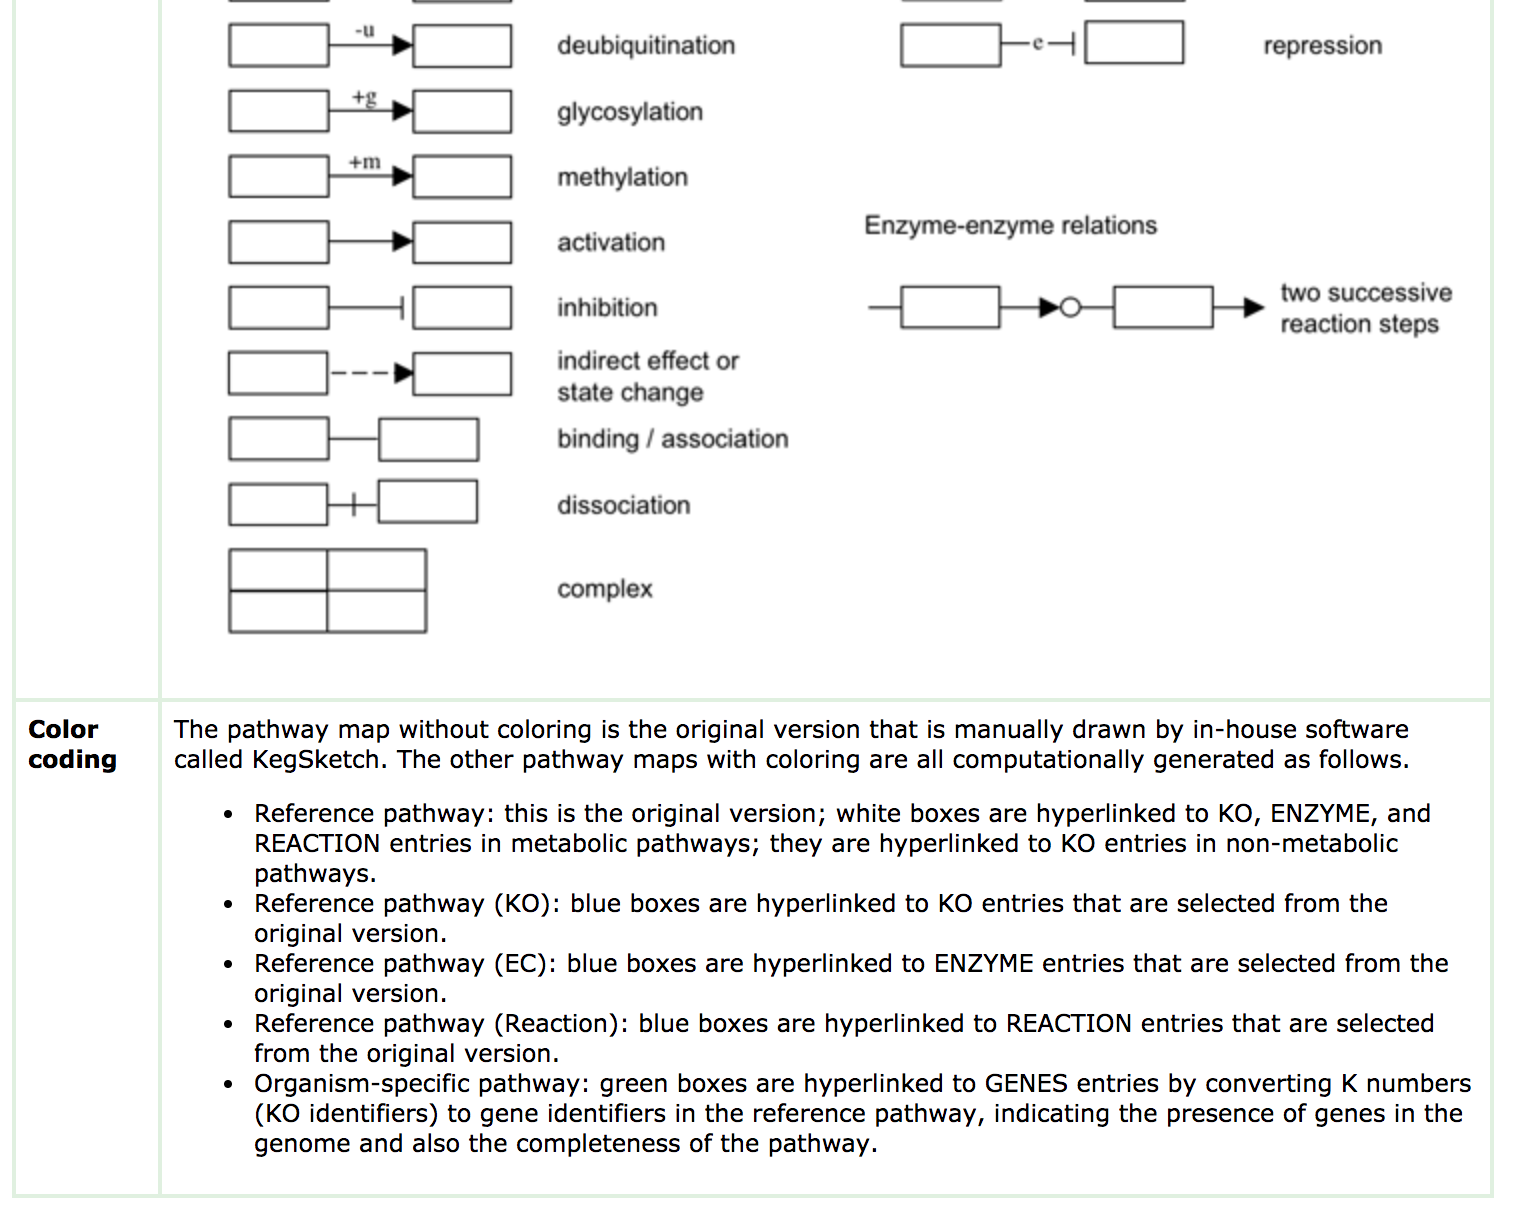 -u
deubiquitination
e
repression
+g
glycosylation
+m
methylation
activation
Enzyme-enzyme relations
inhibition
two successive
reaction steps
indirect effect or
state change
binding / association
dissociation
complex
Color
coding
The pathway map without coloring is the original version that is manually drawn by in-house software
called KegSketch. The other pathway maps with coloring are all computationally generated as follows.
• Reference pathway: this is the original version; white boxes are hyperlinked to KO, ENZYME, and
REACTION entries in metabolic pathways; they are hyperlinked to KO entries in non-metabolic
pathways.
• Reference pathway (KO): blue boxes are hyperlinked to KO entries that are selected from the
original version.
• Reference pathway (EC): blue boxes are hyperlinked to ENZYME entries that are selected from the
original version.
• Reference pathway (Reaction): blue boxes are hyperlinked to REACTION entries that are selected
from the original version.
• Organism-specific pathway: green boxes are hyperlinked to GENES entries by converting K numbers
(KO identifiers) to gene identifiers in the reference pathway, indicating the presence of genes in the
genome and also the completeness of the pathway.